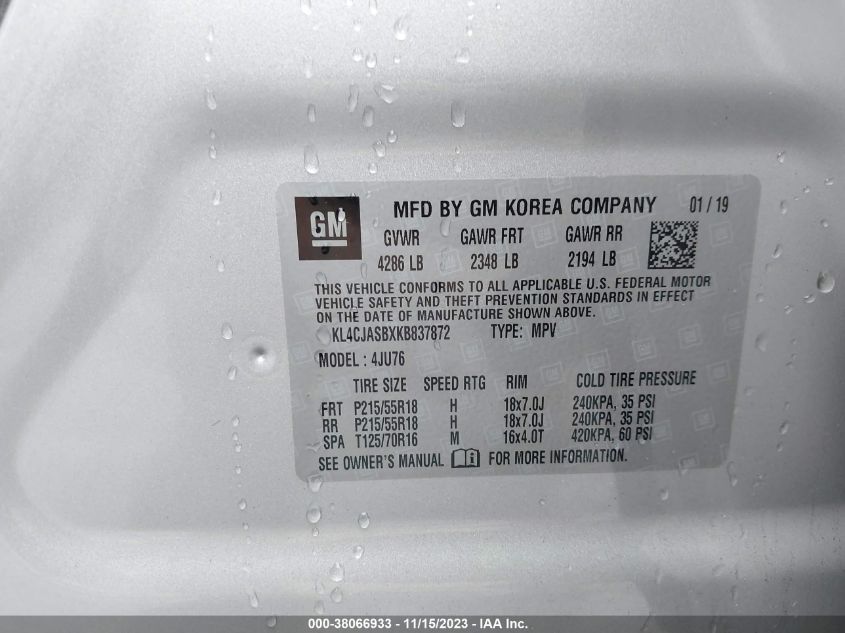 GM
MFD BY GM KOREA COMPANY 01 / 19
GVWR GAWR FRT GAWR RR
4286 LB 2348 LB 2194 LB
THIS VEHICLE CONFORMS TO ALL APPLICABLE U.S. FEDERAL MOTOR
VEHICLE SAFETY AND THEFT PREVENTION STANDARDS IN EFFECT
ON THE DATE OF MANUFACTURE SHOWN ABOVE.
KL4CJASBXKB837872 TYPE: MPV
MODEL : 4JU76
TIRE SIZE SPEED RTG RIM COLD TIRE PRESSURE
FRT P215/55R18 H 18x7.0J 240KPA, 35 PSI
RR P215/55R18 H 18x7.0J 240KPA, 35 PSI
SPA T125/70R16 M 16x4.0T 420KPA, 60 PSI
SEE OWNER'S MANUAL FOR MORE INFORMATION.
000-38066933 - 11/15/2023 - IAA Inc.